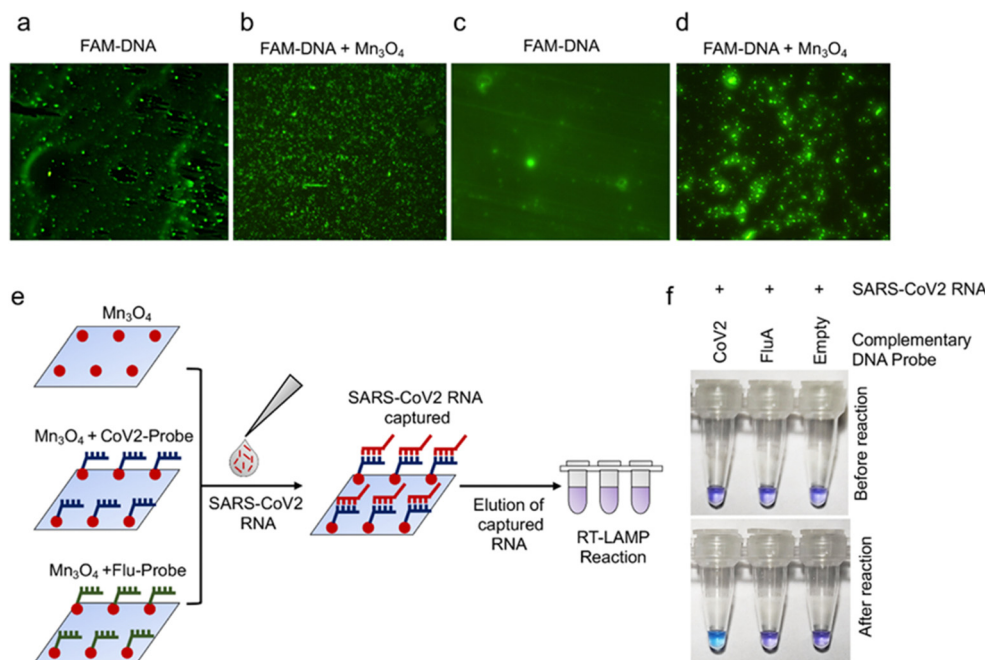 a
FAM-DNA
b
FAM-DNA + Mn₃O₄
c
FAM-DNA
d
FAM-DNA + Mn₃O₄
e
Mn₃O₄
Mn₃O₄ + CoV2-Probe
Mn₃O₄ +Flu-Probe
SARS-CoV2
RNA
SARS-CoV2 RNA
captured
Elution of
captured
RNA
RT-LAMP
Reaction
f
+ + + SARS-CoV2 RNA
CoV2
FluA
Empty
Complementary
DNA Probe
Before reaction
After reaction